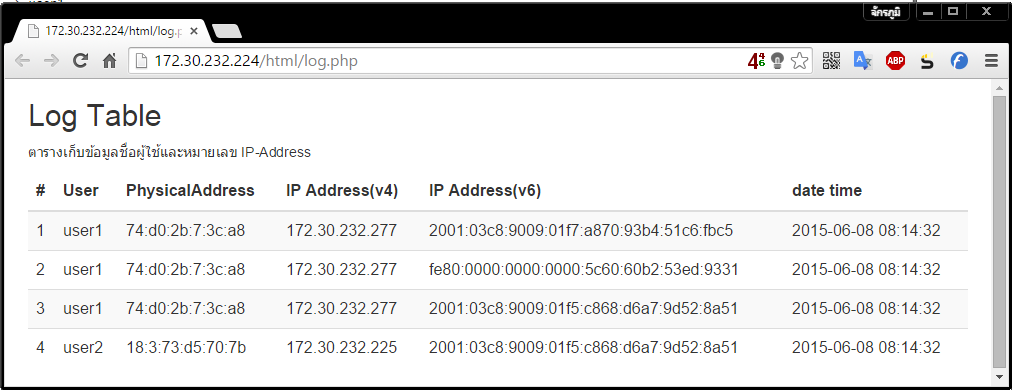 จักรภูมิ
172.30.232.224/html/log.p
172.30.232.224/html/log.php
4 4 6
ABP
Log Table
ตารางเก็บข้อมูลชื่อผู้ใช้และหมายเลข IP-Address
# User PhysicalAddress IP Address(v4) IP Address(v6) date time
1 user1 74:d0:2b:7:3c:a8 172.30.232.277 2001:03c8:9009:01f7:a870:93b4:51c6:fbc5 2015-06-08 08:14:32
2 user1 74:d0:2b:7:3c:a8 172.30.232.277 fe80:0000:0000:0000:5c60:60b2:53ed:9331 2015-06-08 08:14:32
3 user1 74:d0:2b:7:3c:a8 172.30.232.277 2001:03c8:9009:01f5:c868:d6a7:9d52:8a51 2015-06-08 08:14:32
4 user2 18:3:73:d5:70:7b 172.30.232.225 2001:03c8:9009:01f5:c868:d6a7:9d52:8a51 2015-06-08 08:14:32